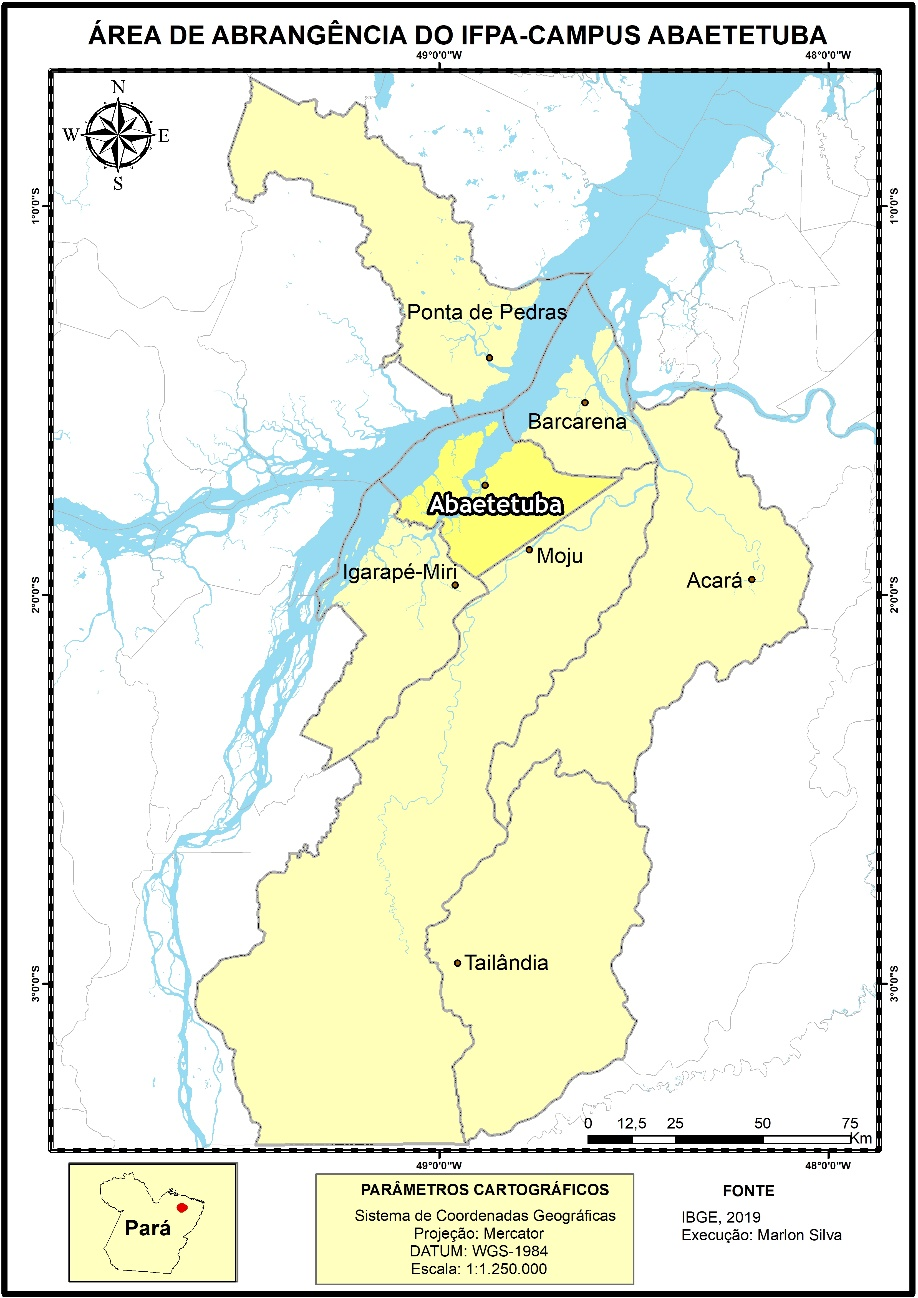 ÁREA DE ABRANGÊNCIA DO IFPA-CAMPUS ABAETETUBA
49°0'0"W
48°0'0"W
N
W
E
S
1°0'0"S
1°0'0"S
Ponta de Pedras
Barcarena
Abaetetuba
Moju
Igarapé-Miri
Acará
2°0'0"S
2°0'0"S
Tailândia
3°0'0"S
3°0'0"S
0 12,5 25 50 75
Km
49°0'0"W
48°0'0"W
Pará
PARÂMETROS CARTOGRÁFICOS
Sistema de Coordenadas Geográficas
Projeção: Mercator
DATUM: WGS-1984
Escala: 1:1.250.000
FONTE
IBGE, 2019
Execução: Marlon Silva